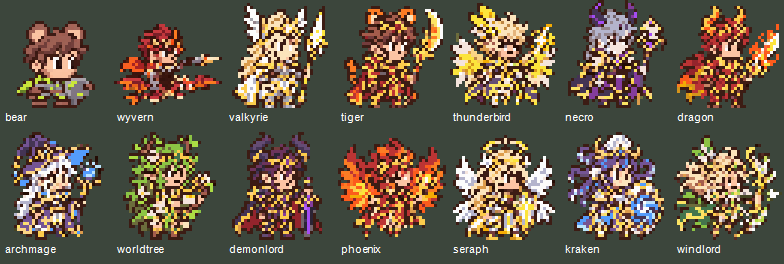 bear wyvern valkyrie tiger thunderbird necro dragon
archmage worldtree demonlord phoenix seraph kraken windlord